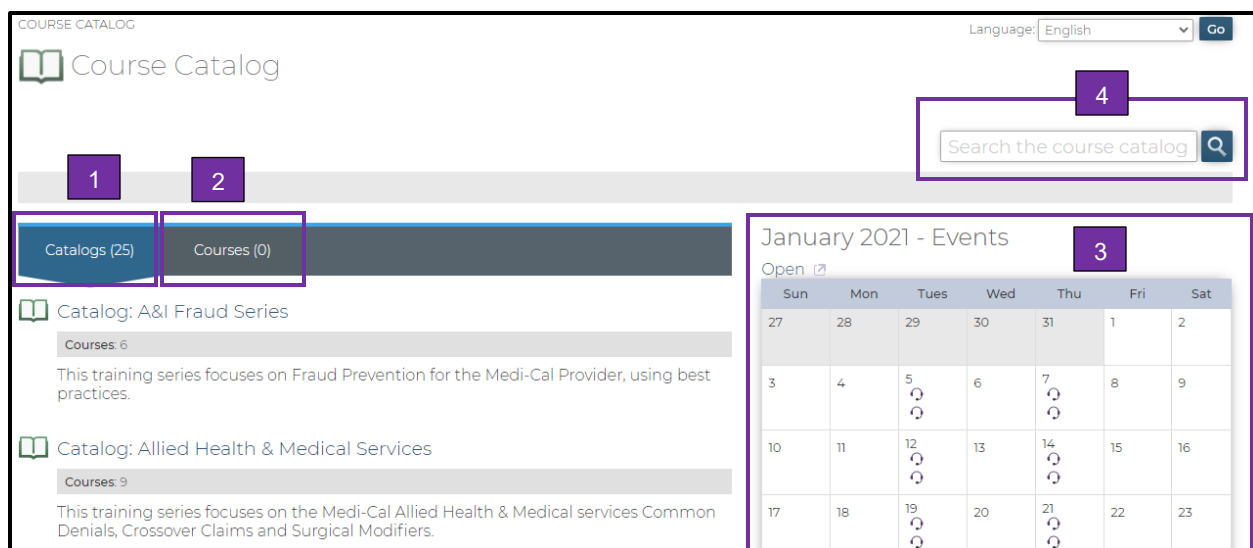 COURSE CATALOG
Language: English Go
Course Catalog
4
Search the course catalog
1 2
Catalogs (25) Courses (0)
January 2021 - Events
3
Open
Sun Mon Tues Wed Thu Fri Sat
27 28 29 30 31 1 2
3 4 5 6 7 8 9
10 11 12 13 14 15 16
17 18 19 20 21 22 23
Catalog: A&I Fraud Series
Courses: 6
This training series focuses on Fraud Prevention for the Medi-Cal Provider, using best
practices.
Catalog: Allied Health & Medical Services
Courses: 9
This training series focuses on the Medi-Cal Allied Health & Medical services Common
Denials, Crossover Claims and Surgical Modifiers.